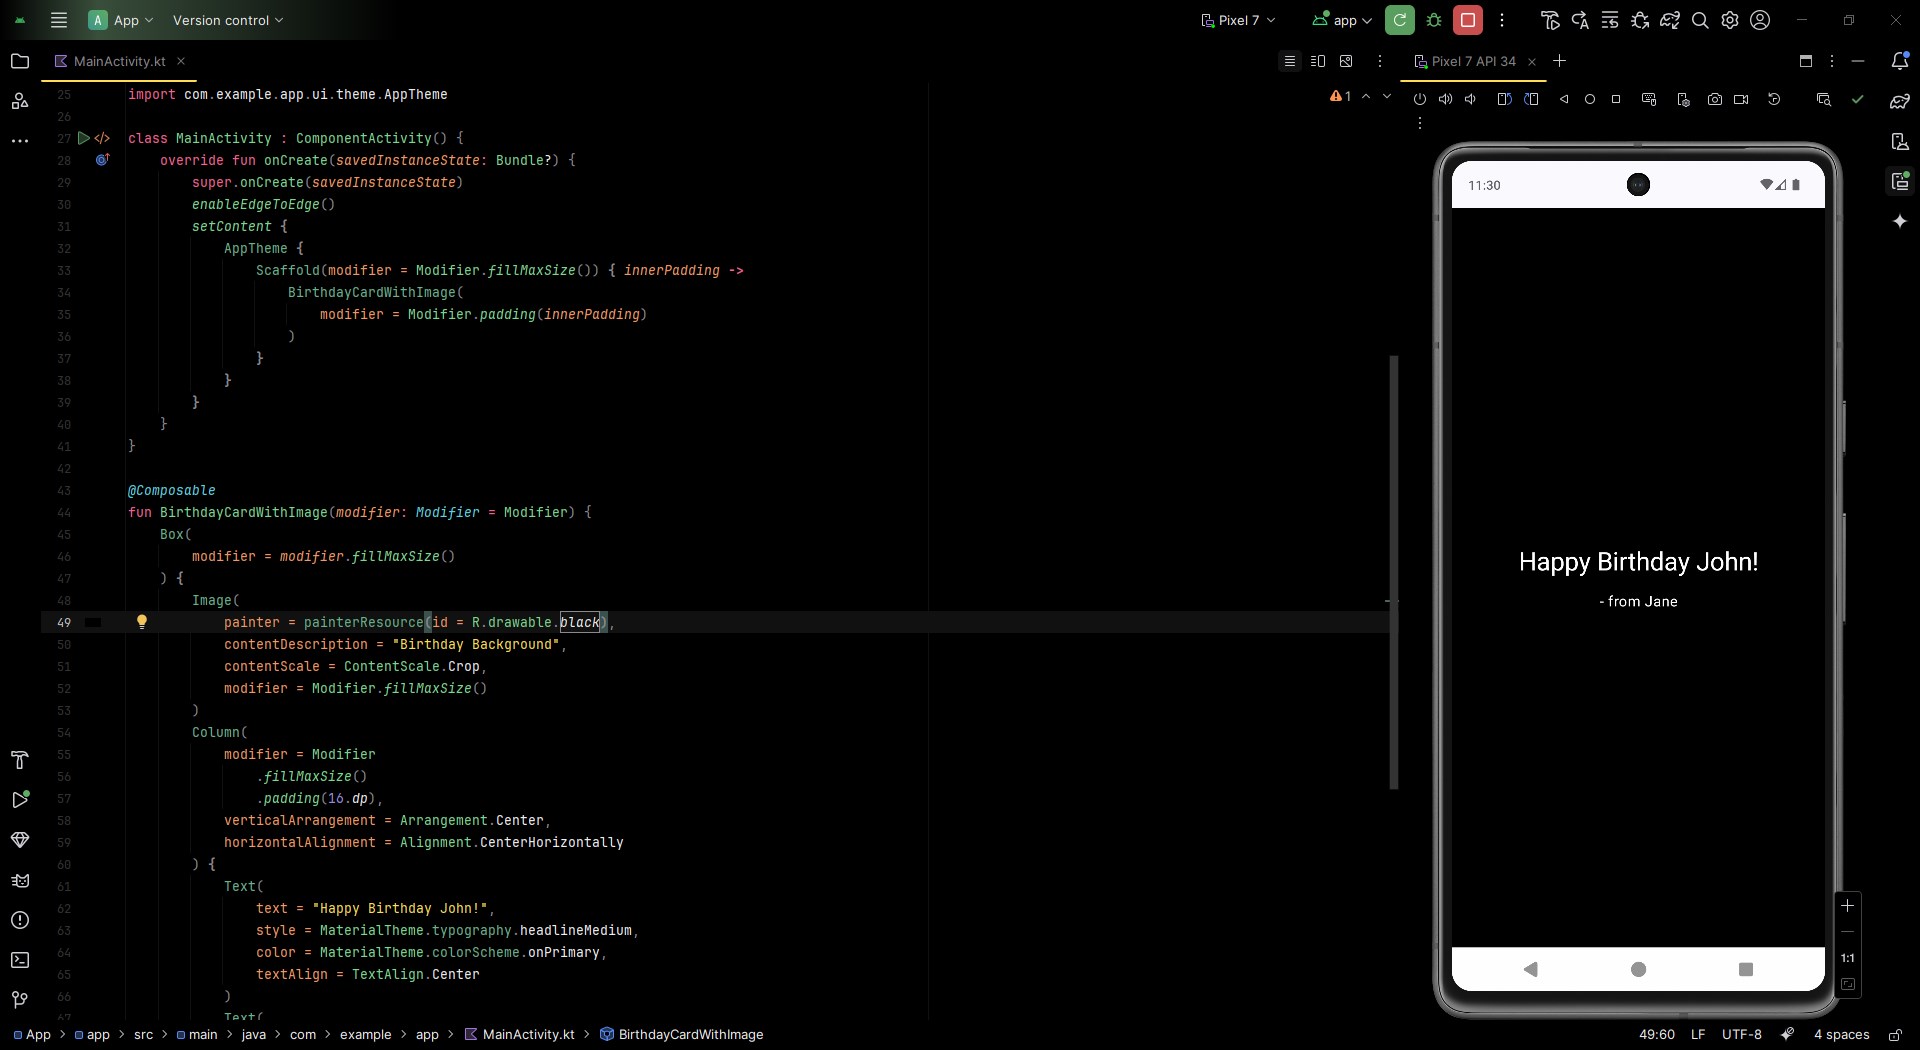 A App Version control Pixel 7 app
MainActivity.kt Pixel 7 API 34
1
25 import com.example.app.ui.theme.AppTheme
26
27 class MainActivity : ComponentActivity() {
28 override fun onCreate(savedInstanceState: Bundle?) {
29 super.onCreate(savedInstanceState)
30 enableEdgeToEdge()
31 setContent {
32 AppTheme {
33 Scaffold(modifier = Modifier.fillMaxSize()) { innerPadding ->
34 BirthdayCardWithImage(
35 modifier = Modifier.padding(innerPadding)
36 )
37 }
38 }
39 }
40 }
41 }
42
43 @Composable
44 fun BirthdayCardWithImage(modifier: Modifier = Modifier) {
45 Box(
46 modifier = modifier.fillMaxSize()
47 ) {
48 Image(
49 painter = painterResource(id = R.drawable.black),
50 contentDescription = "Birthday Background",
51 contentScale = ContentScale.Crop,
52 modifier = Modifier.fillMaxSize()
53 )
54 Column(
55 modifier = Modifier
56 .fillMaxSize()
57 .padding(16.dp),
58 verticalArrangement = Arrangement.Center,
59 horizontalAlignment = Alignment.CenterHorizontally
60 ) {
61 Text(
62 text = "Happy Birthday John!",
63 style = MaterialTheme.typography.headlineMedium,
64 color = MaterialTheme.colorScheme.onPrimary,
65 textAlign = TextAlign.Center
66 )
67 Text(
11:30
Happy Birthday John!
- from Jane
1:1
App > app > src > main > java > com > example > app > MainActivity.kt > BirthdayCardWithImage 49:60 LF UTF-8 4 spaces